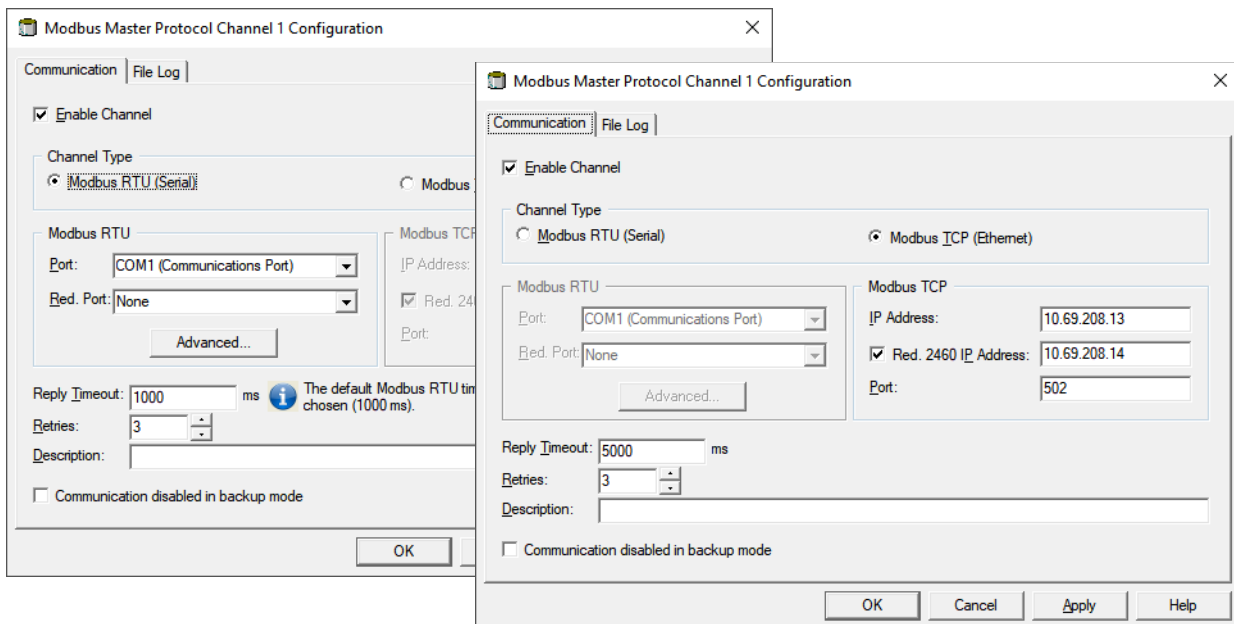 Modbus Master Protocol Channel 1 Configuration
Communication File Log
Enable Channel
Channel Type
Modbus RTU (Serial) Modbus
Modbus RTU Modbus TCP
Port: COM1 (Communications Port) IP Address:
Red. Port: None Red. 24
Advanced... Port:
Reply Timeout: 1000 ms The default Modbus RTU tim
chosen (1000 ms).
Retries: 3
Description:
Communication disabled in backup mode
OK
Modbus Master Protocol Channel 1 Configuration
Communication File Log
Enable Channel
Channel Type
Modbus RTU (Serial) Modbus TCP (Ethernet)
Modbus RTU Modbus TCP
Port: COM1 (Communications Port) IP Address: 10.69.208.13
Red. Port: None Red. 2460 IP Address: 10.69.208.14
Advanced... Port: 502
Reply Timeout: 5000 ms
Retries: 3
Description:
Communication disabled in backup mode
OK Cancel Apply Help